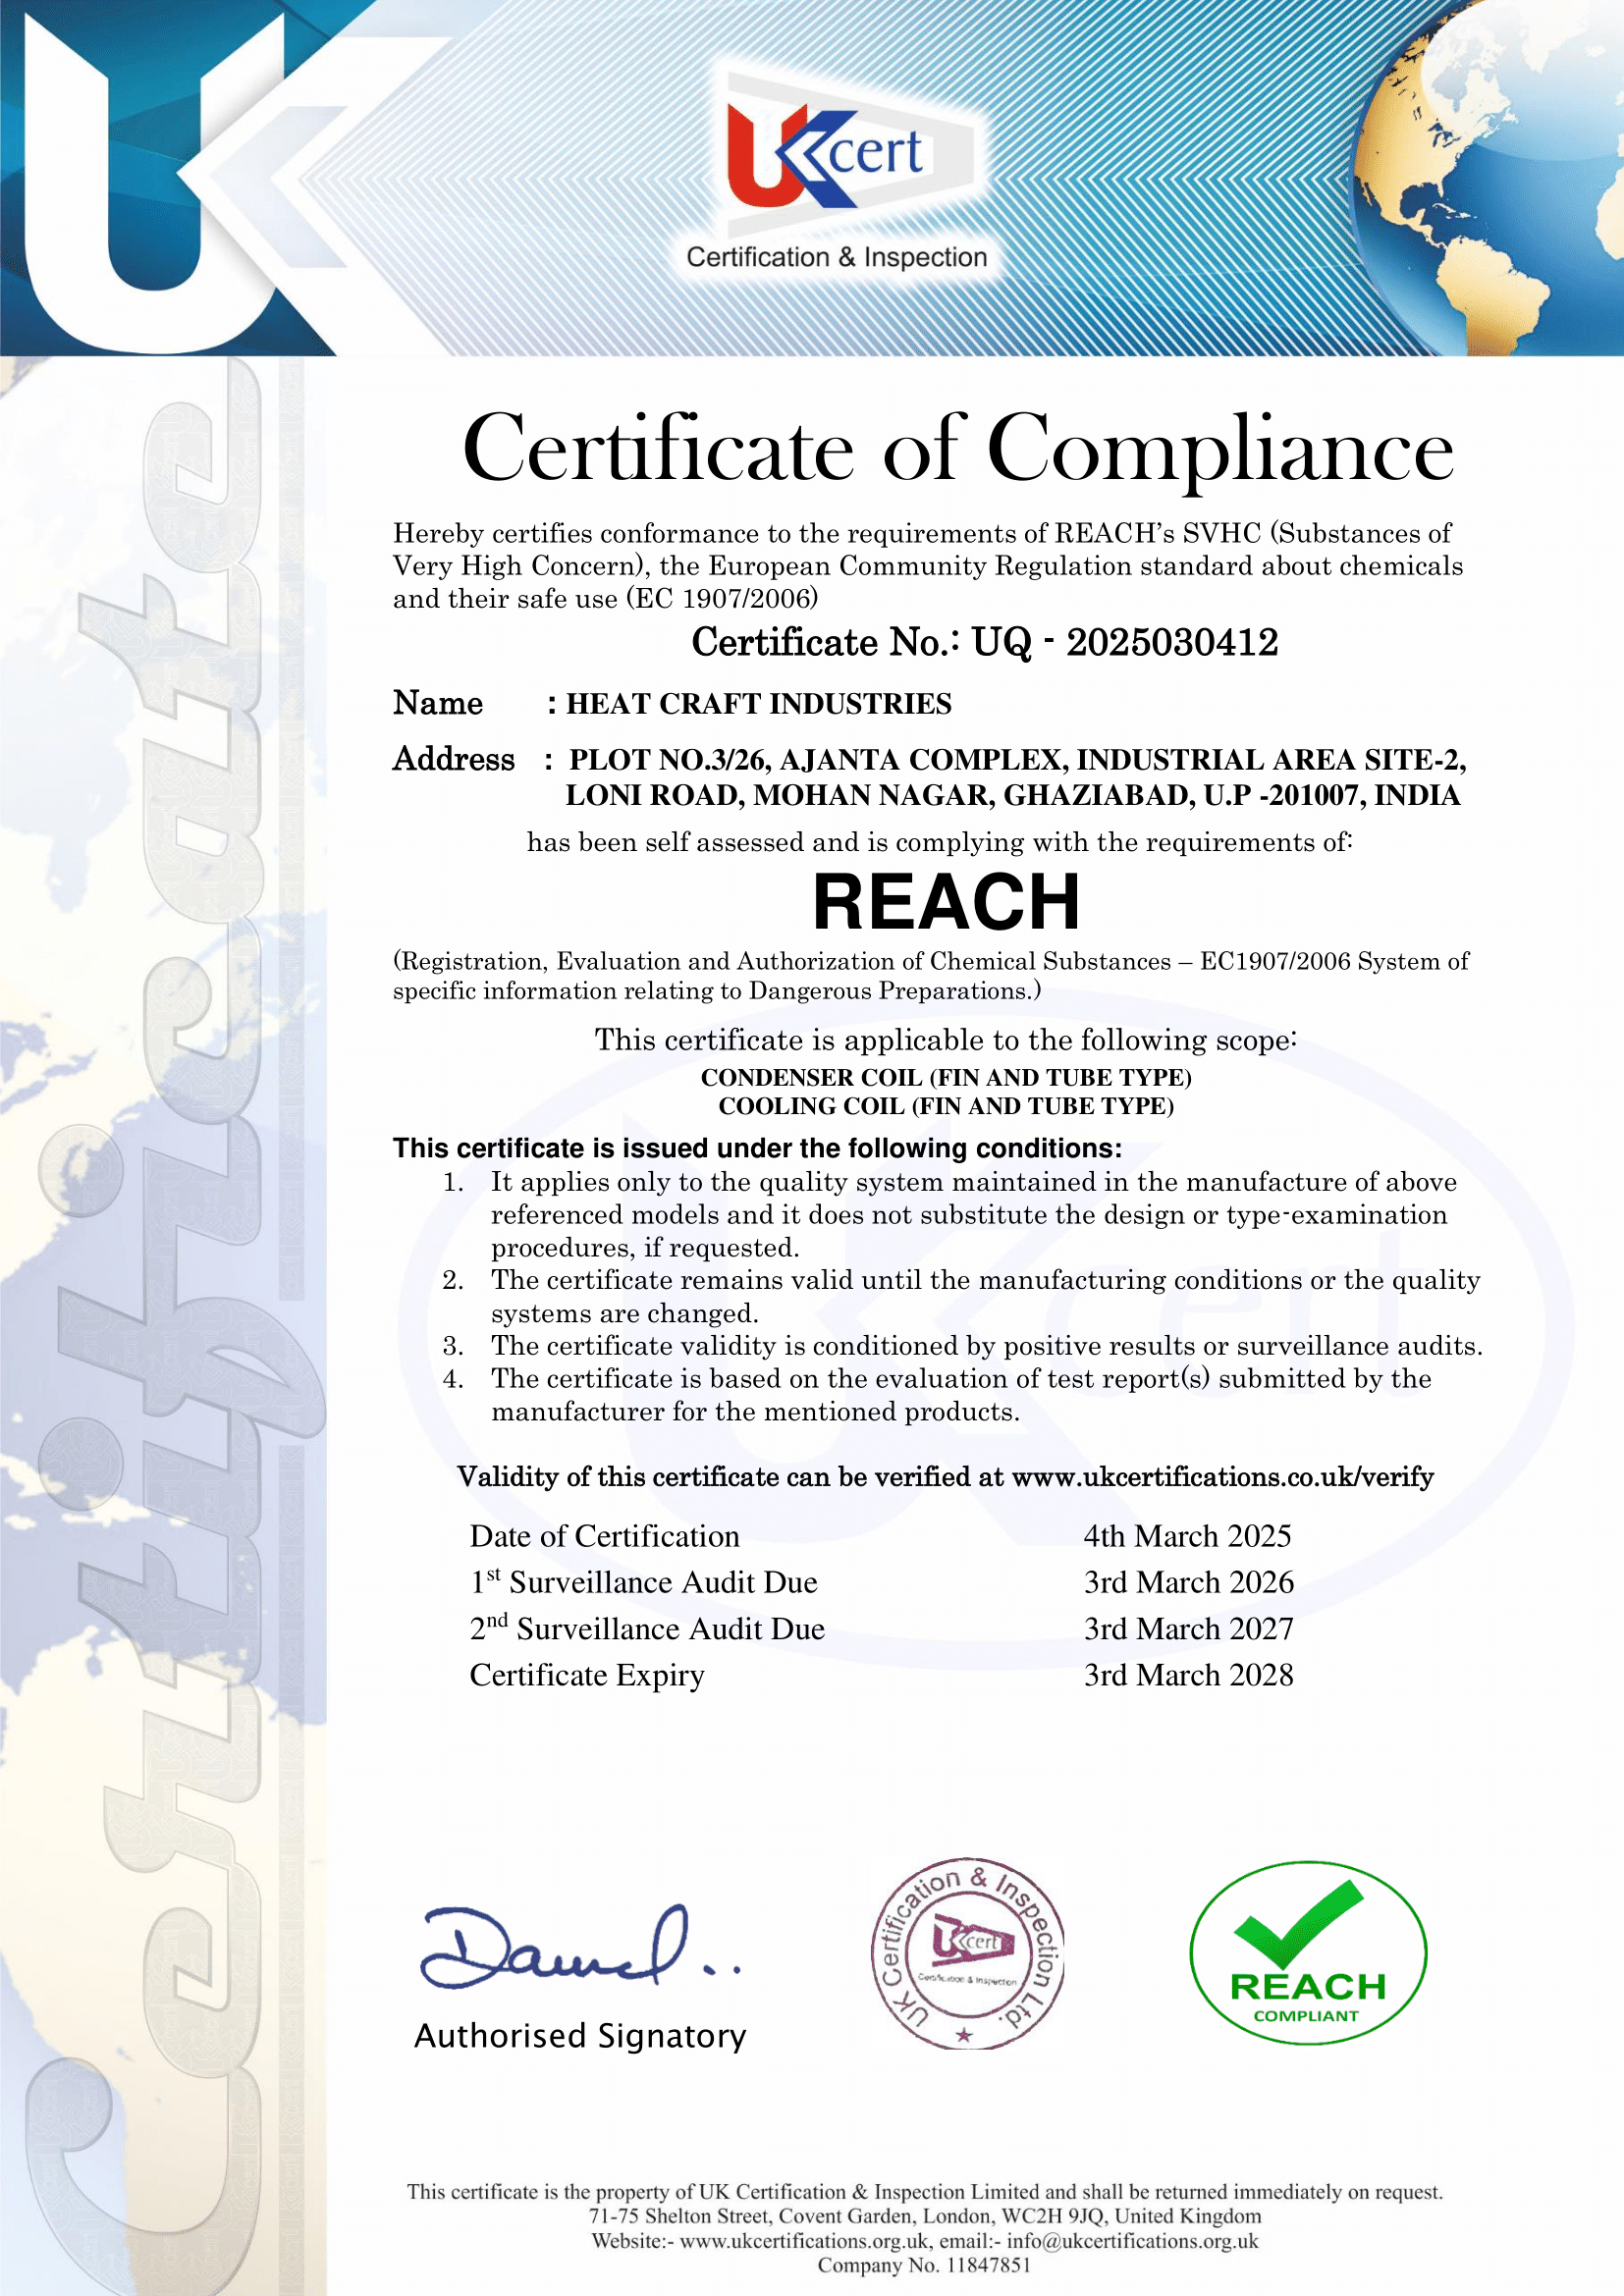 UK cert
Certification & Inspection
Certificate
Certificate of Compliance
Hereby certifies conformance to the requirements of REACH’s SVHC (Substances of
Very High Concern), the European Community Regulation standard about chemicals
and their safe use (EC 1907/2006)
Certificate No.: UQ - 2025030412
Name : HEAT CRAFT INDUSTRIES
Address : PLOT NO.3/26, AJANTA COMPLEX, INDUSTRIAL AREA SITE-2,
LONI ROAD, MOHAN NAGAR, GHAZIABAD, U.P -201007, INDIA
has been self assessed and is complying with the requirements of:
REACH
(Registration, Evaluation and Authorization of Chemical Substances – EC1907/2006 System of
specific information relating to Dangerous Preparations.)
This certificate is applicable to the following scope:
CONDENSER COIL (FIN AND TUBE TYPE)
COOLING COIL (FIN AND TUBE TYPE)
This certificate is issued under the following conditions:
1. It applies only to the quality system maintained in the manufacture of above
referenced models and it does not substitute the design or type-examination
procedures, if requested.
2. The certificate remains valid until the manufacturing conditions or the quality
systems are changed.
3. The certificate validity is conditioned by positive results or surveillance audits.
4. The certificate is based on the evaluation of test report(s) submitted by the
manufacturer for the mentioned products.
Validity of this certificate can be verified at www.ukcertifications.co.uk/verify
Date of Certification 4th March 2025
1st Surveillance Audit Due 3rd March 2026
2nd Surveillance Audit Due 3rd March 2027
Certificate Expiry 3rd March 2028
Authorised Signatory
UK Certification & Inspection Ltd.
UK cert
Certification & Inspection
REACH
COMPLIANT
This certificate is the property of UK Certification & Inspection Limited and shall be returned immediately on request.
71-75 Shelton Street, Covent Garden, London, WC2H 9JQ, United Kingdom
Website:- www.ukcertifications.org.uk, email:- info@ukcertifications.org.uk
Company No. 11847851